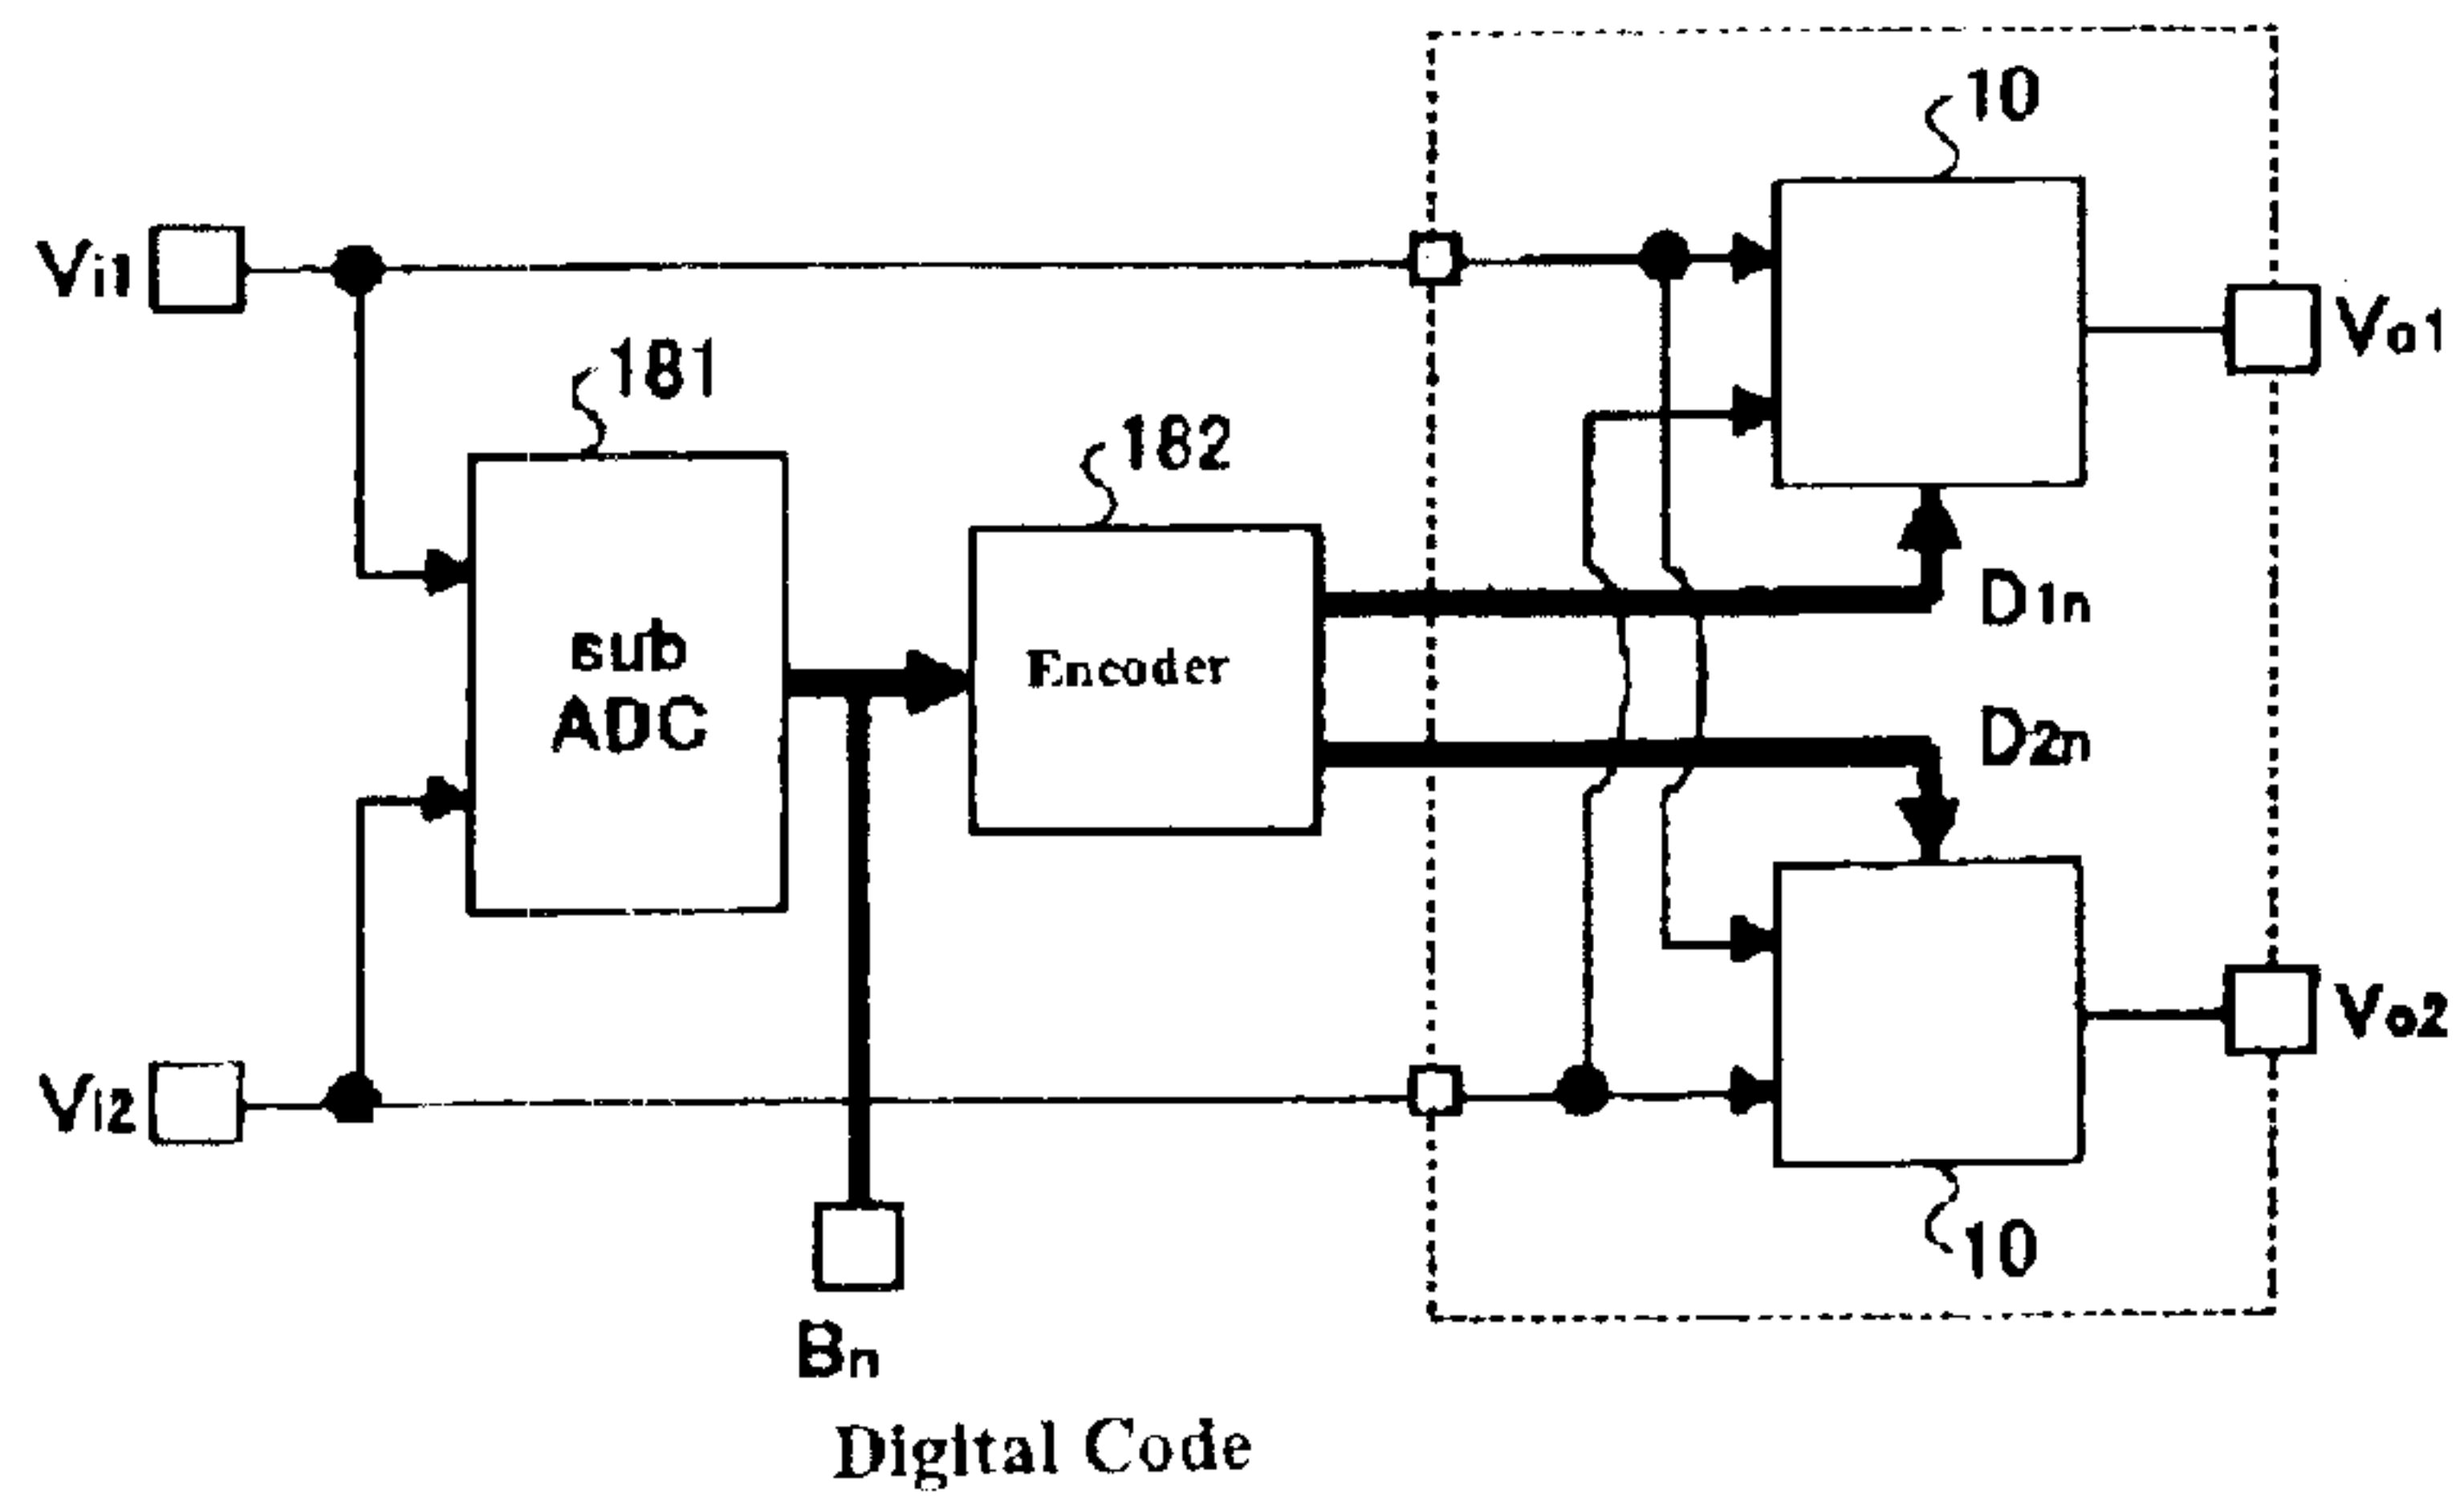 10
Vi1
181
Vo1
182
sub
ADC
Encoder
D1n
D2n
Vi2
Vo2
10
Bn
Digital Code